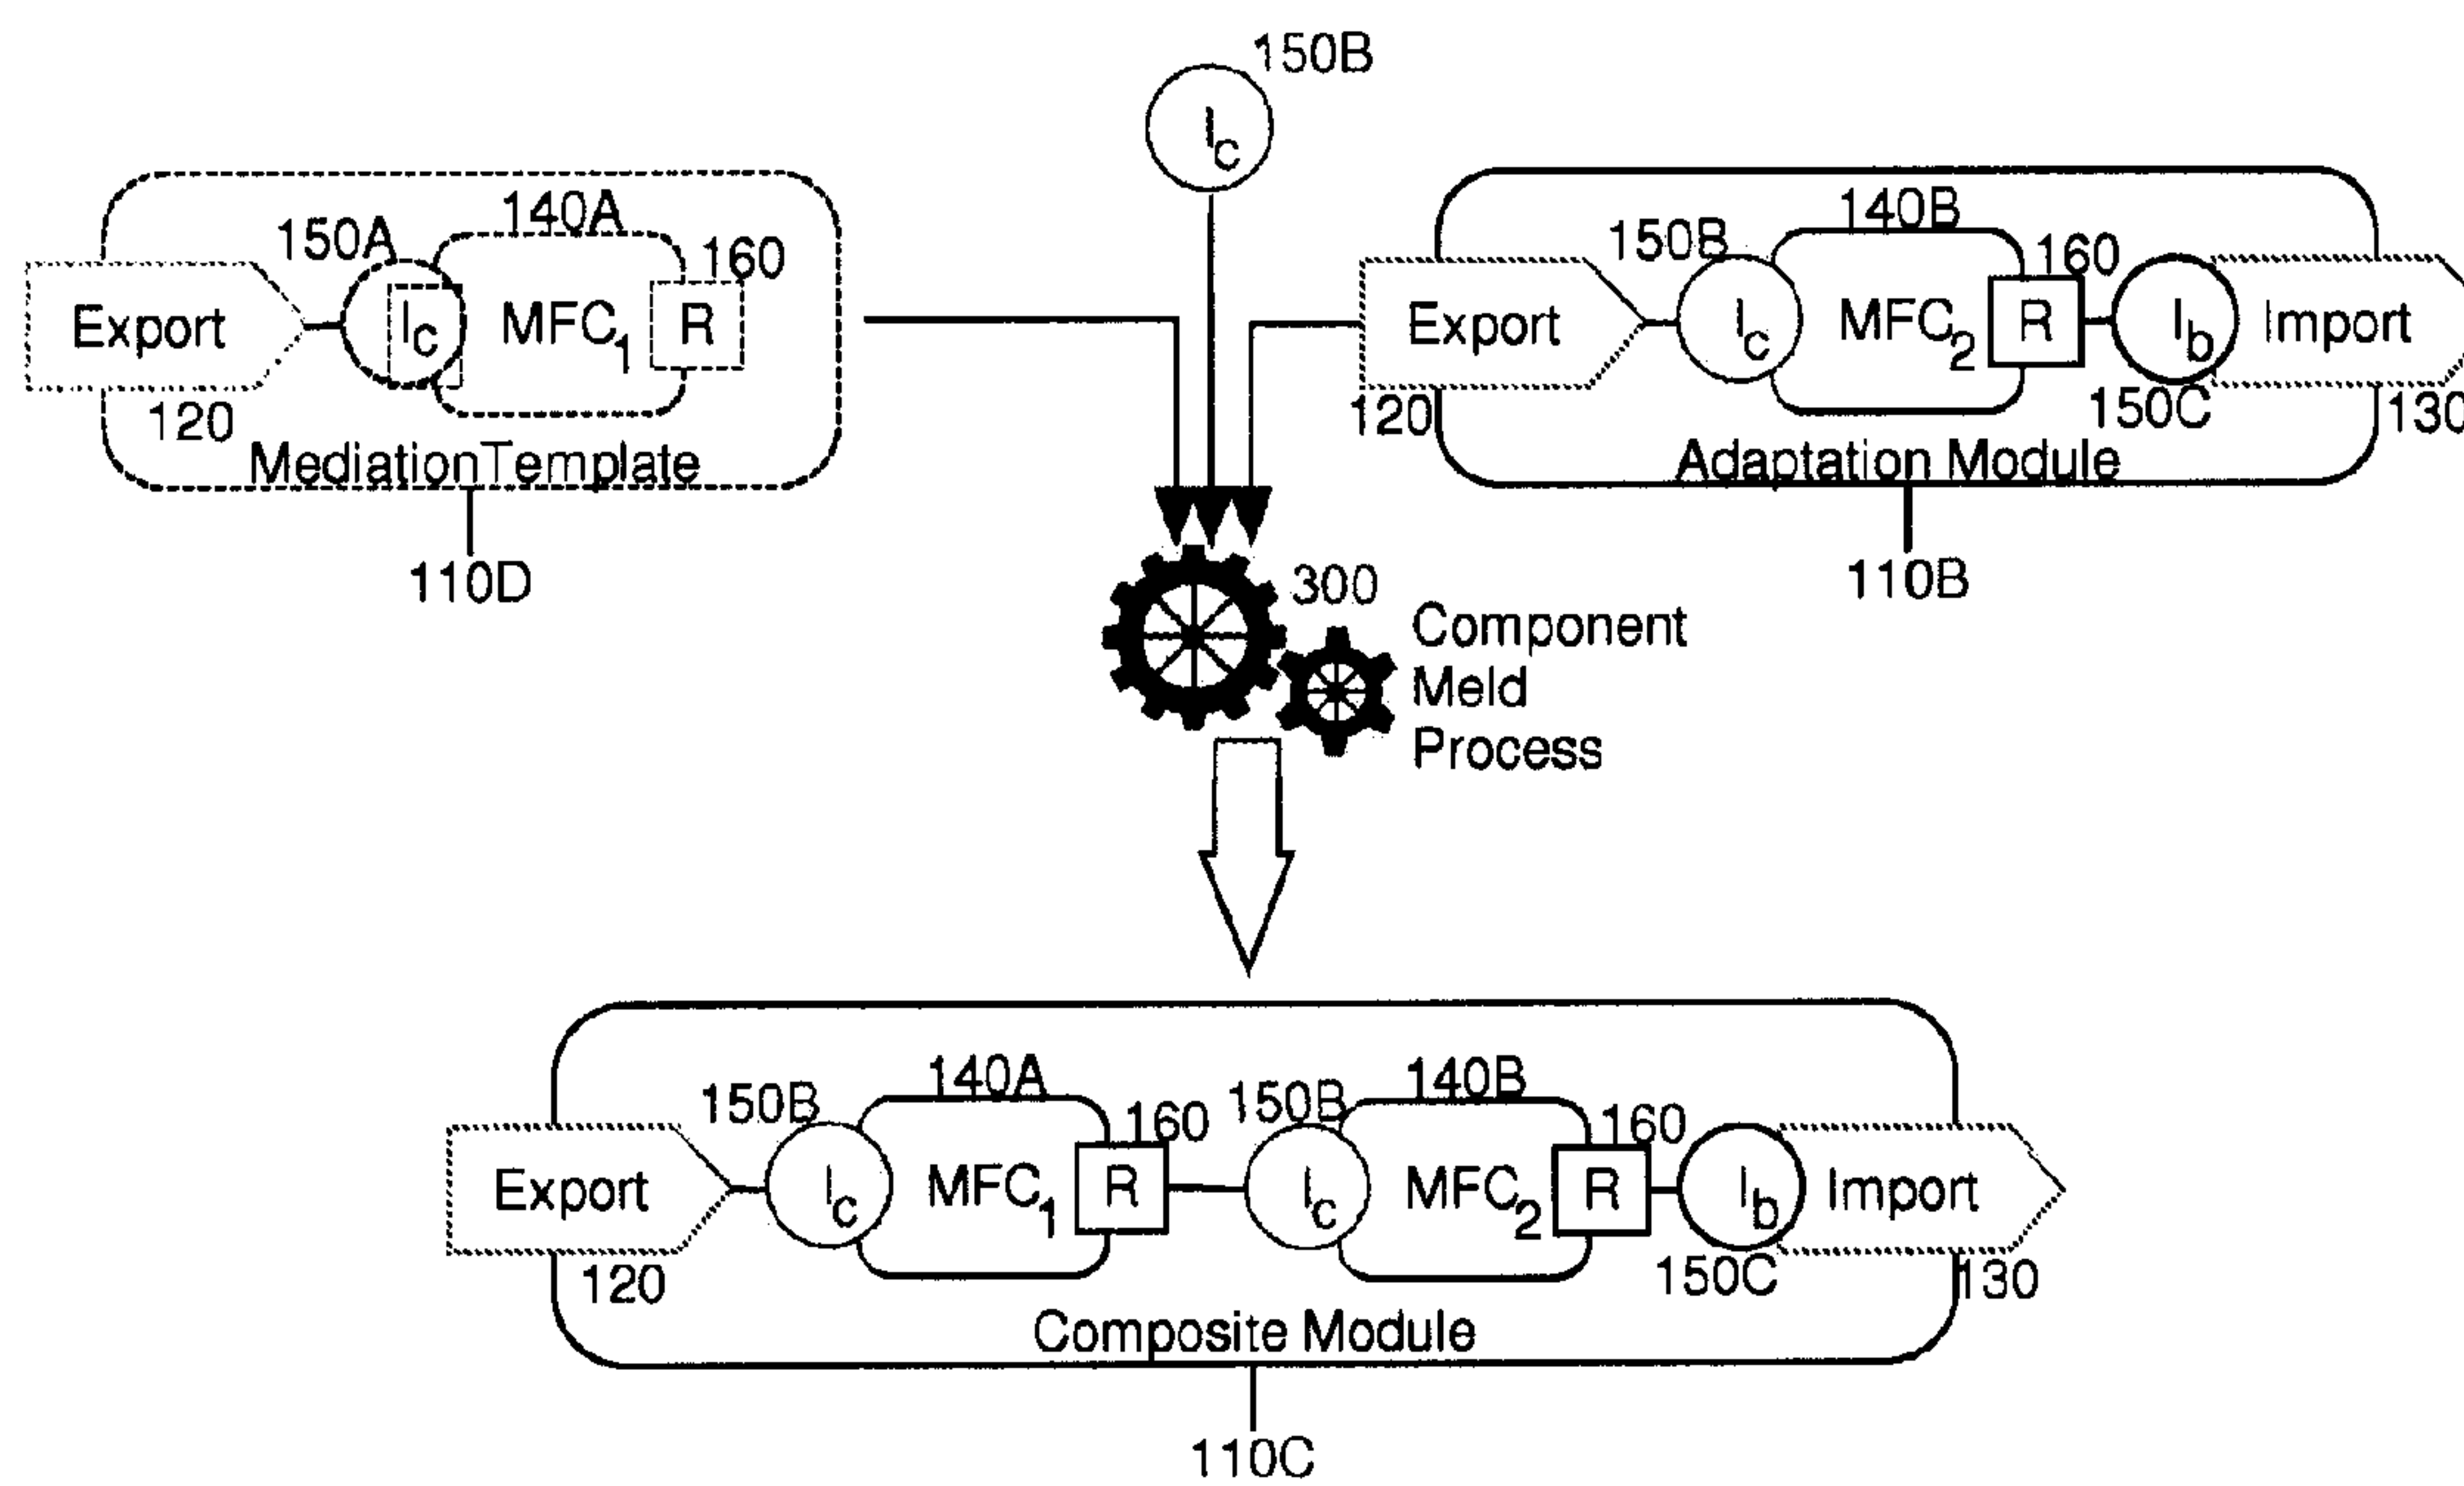 150B
Ic
140A
150A
160
Export
Ic
MFC1
R
120
MediationTemplate
110D
140B
150B
160
Export
Ic
MFC2
R
Ib
Import
120
150C
130
Adaptation Module
110B
300
Component
Meld
Process
140A
150B
160
150B
140B
160
Export
Ic
MFC1
R
Ic
MFC2
R
Ib
Import
120
150C
130
Composite Module
110C